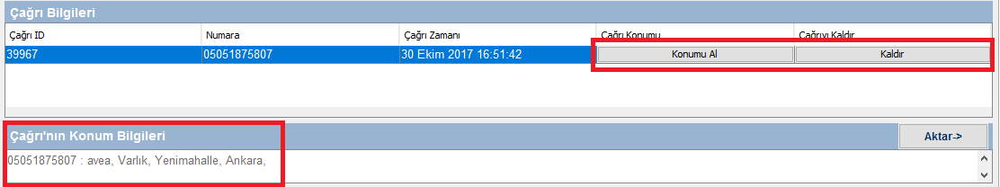 Çağrı Bilgileri
Çağrı ID Numara Çağrı Zamanı Çağrı Konumu Çağrıyı Kaldır
39967 05051875807 30 Ekim 2017 16:51:42 Konumu Al Kaldır
Çağrı'nın Konum Bilgileri Aktar->
05051875807 : avea, Varlık, Yenimahalle, Ankara,